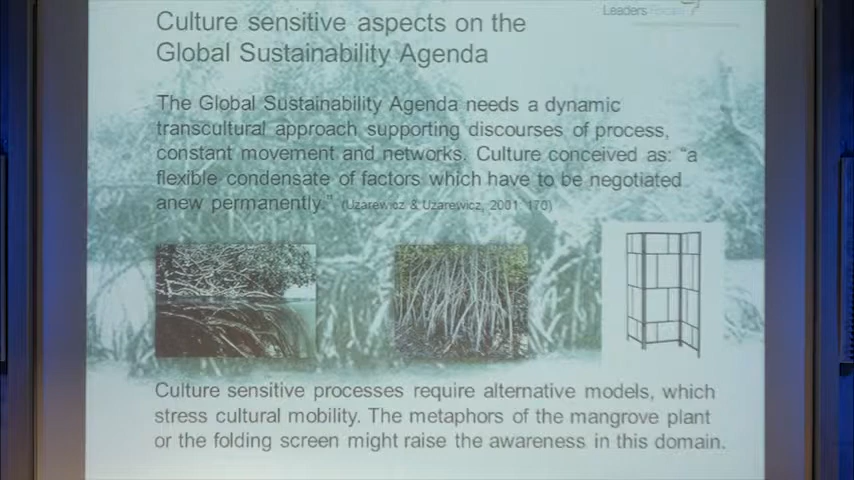 Leaders
Culture sensitive aspects on the
Global Sustainability Agenda
The Global Sustainability Agenda needs a dynamic
transcultural approach supporting discourses of process,
constant movement and networks. Culture conceived as: “a
flexible condensate of factors which have to be negotiated
anew permanently.” (Uzarewicz & Uzarewicz, 2001: 170)
Culture sensitive processes require alternative models, which
stress cultural mobility. The metaphors of the mangrove plant
or the folding screen might raise the awareness in this domain.